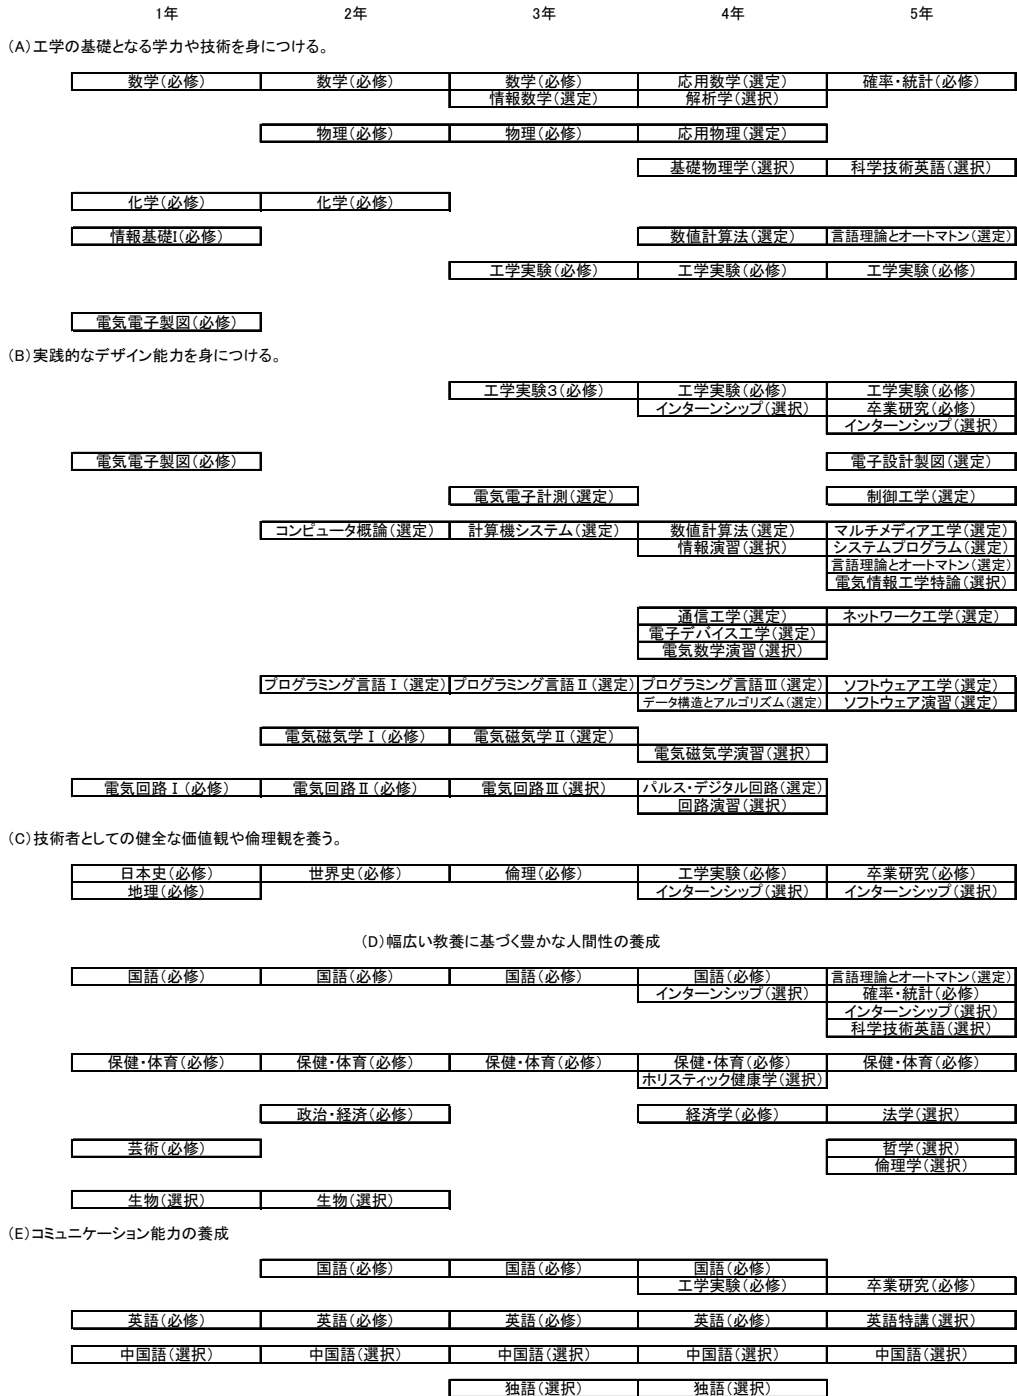 1年 2年 3年 4年 5年
(A)工学の基礎となる学力や技術を身につける。
数学(必修) 数学(必修) 数学(必修) 応用数学(選定) 確率・統計(必修)
情報数学(選定) 解析学(選択)
物理(必修) 物理(必修) 応用物理(選定)
基礎物理学(選択) 科学技術英語(選択)
化学(必修) 化学(必修)
情報基礎I(必修) 数値計算法(選定) 言語理論とオートマトン(選定)
工学実験(必修) 工学実験(必修) 工学実験(必修)
電気電子製図(必修)
(B)実践的なデザイン能力を身につける。
工学実験3(必修) 工学実験(必修) 工学実験(必修)
インターンシップ(選択) 卒業研究(必修)
インターンシップ(選択)
電気電子製図(必修) 電子設計製図(選定)
電気電子計測(選定) 制御工学(選定)
コンピュータ概論(選定) 計算機システム(選定) 数値計算法(選定) マルチメディア工学(選定)
情報演習(選択) システムプログラム(選定)
言語理論とオートマトン(選定)
電気情報工学特論(選択)
通信工学(選定) ネットワーク工学(選定)
電子デバイス工学(選定)
電気数学演習(選択)
プログラミング言語Ⅰ(選定) プログラミング言語Ⅱ(選定) プログラミング言語Ⅲ(選定) ソフトウェア工学(選定)
データ構造とアルゴリズム(選定) ソフトウェア演習(選定)
電気磁気学Ⅰ(必修) 電気磁気学Ⅱ(選定)
電気磁気学演習(選択)
電気回路Ⅰ(必修) 電気回路Ⅱ(必修) 電気回路Ⅲ(選択) パルス・デジタル回路(選定)
回路演習(選択)
(C)技術者としての健全な価値観や倫理観を養う。
日本史(必修) 世界史(必修) 倫理(必修) 工学実験(必修) 卒業研究(必修)
地理(必修) インターンシップ(選択) インターンシップ(選択)
(D)幅広い教養に基づく豊かな人間性の養成
国語(必修) 国語(必修) 国語(必修) 国語(必修) 言語理論とオートマトン(選定)
インターンシップ(選択) 確率・統計(必修)
インターンシップ(選択)
科学技術英語(選択)
保健・体育(必修) 保健・体育(必修) 保健・体育(必修) 保健・体育(必修) 保健・体育(必修)
ホリスティック健康学(選択)
政治・経済(必修) 経済学(必修) 法学(選択)
芸術(必修) 哲学(選択)
倫理学(選択)
生物(選択) 生物(選択)
(E)コミュニケーション能力の養成
国語(必修) 国語(必修) 国語(必修)
工学実験(必修) 卒業研究(必修)
英語(必修) 英語(必修) 英語(必修) 英語(必修) 英語特講(選択)
中国語(選択) 中国語(選択) 中国語(選択) 中国語(選択) 中国語(選択)
独語(選択) 独語(選択)